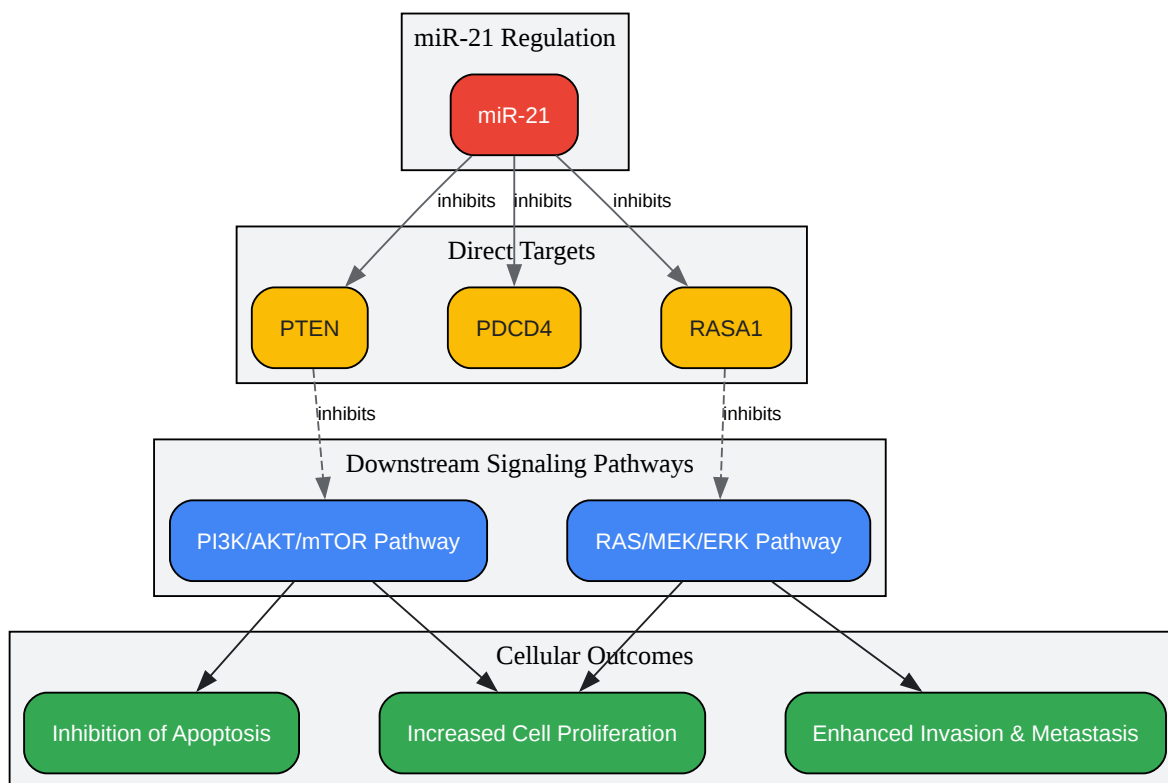 miR-21 Regulation
miR-21
inhibits inhibits inhibits
Direct Targets
PTEN PDCD4 RASA1
inhibits inhibits
Downstream Signaling Pathways
PI3K/AKT/mTOR Pathway RAS/MEK/ERK Pathway
Cellular Outcomes
Inhibition of Apoptosis Increased Cell Proliferation Enhanced Invasion & Metastasis